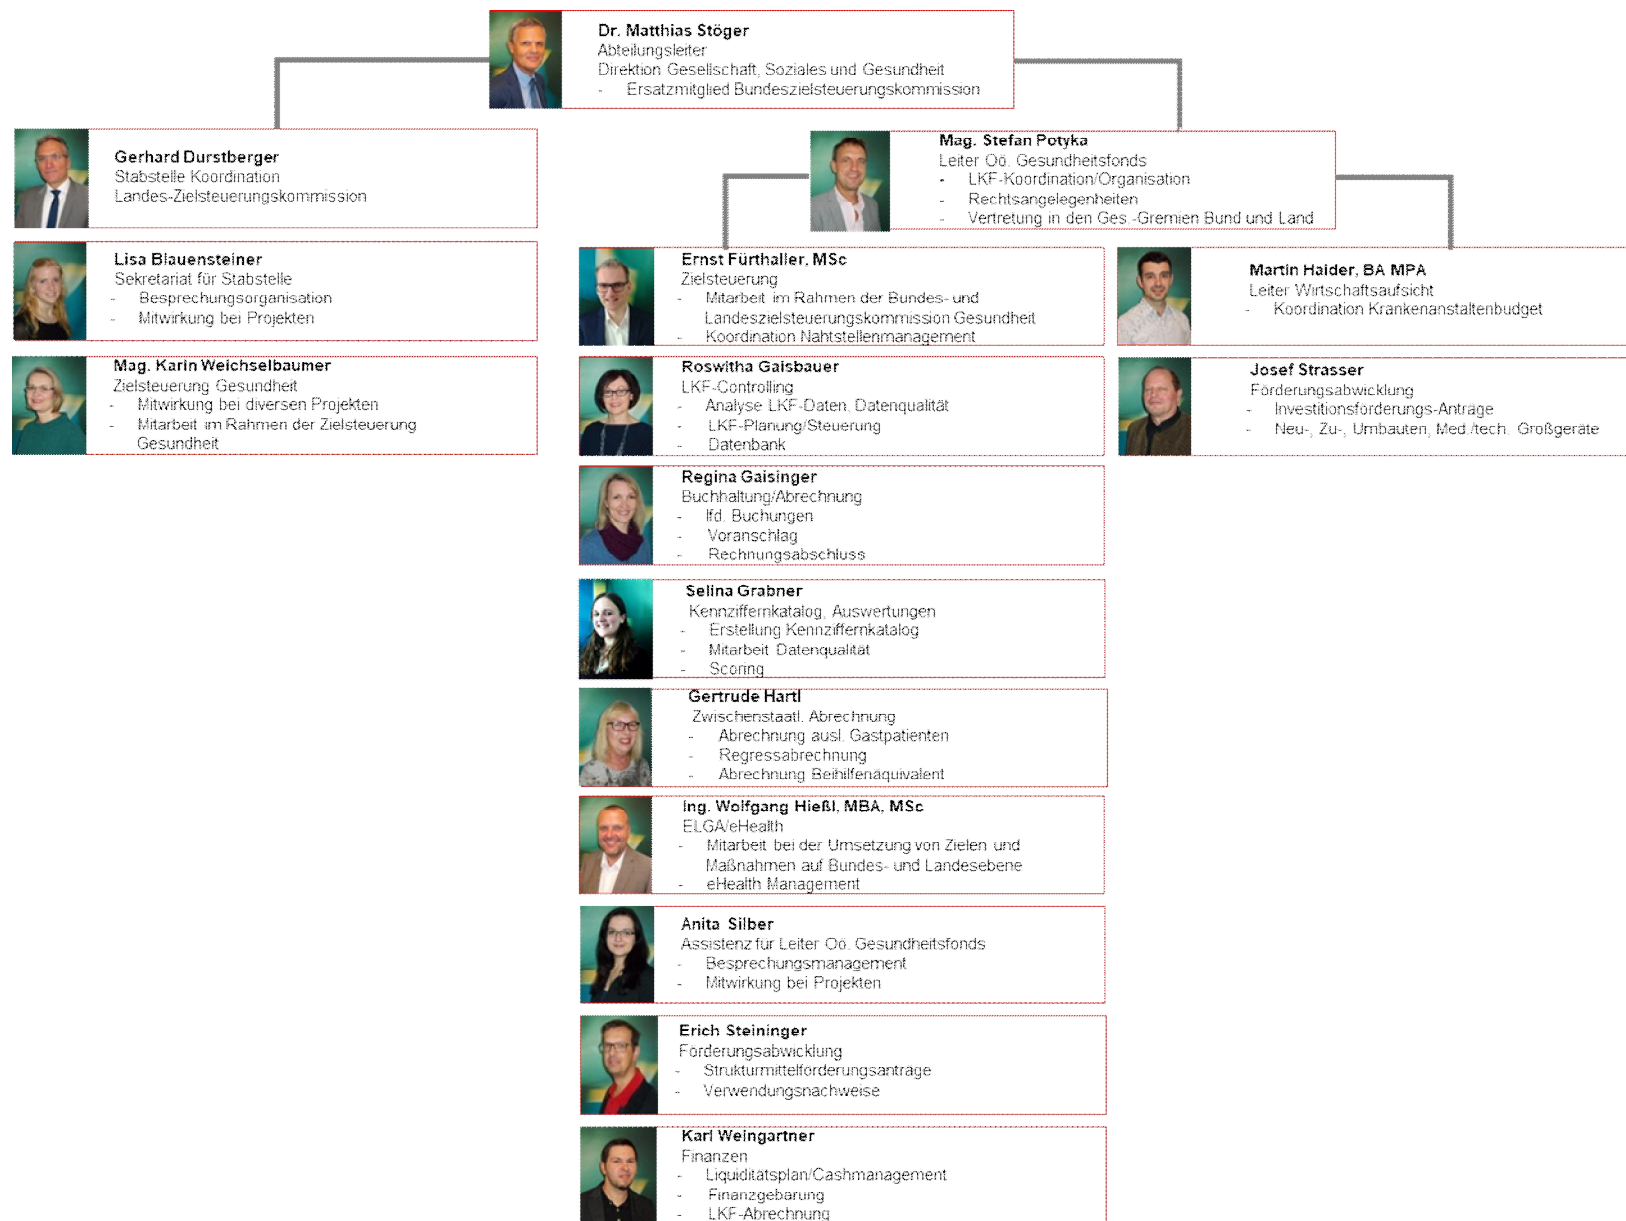 Dr. Matthias Stöger
Abteilungsleiter
Direktion Gesellschaft, Soziales und Gesundheit
- Ersatzmitglied Bundeszielsteuerungskommission
Gerhard Durstberger
Stabstelle Koordination
Landes-Zielsteuerungskommission
Lisa Blauensteiner
Sekretariat für Stabstelle
- Besprechungsorganisation
- Mitwirkung bei Projekten
Mag. Karin Weichselbaumer
Zielsteuerung Gesundheit
- Mitwirkung bei diversen Projekten
- Mitarbeit im Rahmen der Zielsteuerung
Gesundheit
Mag. Stefan Potyka
Leiter Oö. Gesundheitsfonds
- LKF-Koordination/Organisation
- Rechtsangelegenheiten
- Vertretung in den Ges.-Gremien Bund und Land
Ernst Fürthaller, MSc
Zielsteuerung
- Mitarbeit im Rahmen der Bundes- und
Landeszielsteuerungskommission Gesundheit
- Koordination Nahtstellenmanagement
Roswitha Gaisbauer
LKF-Controlling
- Analyse LKF-Daten, Datenqualität
- LKF-Planung/Steuerung
- Datenbank
Regina Gaisinger
Buchhaltung/Abrechnung
- lfd. Buchungen
- Voranschlag
- Rechnungsabschluss
Selina Grabner
Kennziffernkatalog, Auswertungen
- Erstellung Kennziffernkatalog
- Mitarbeit Datenqualität
- Scoring
Gertrude Hartl
Zwischenstaatl. Abrechnung
- Abrechnung ausl. Gastpatienten
- Regressabrechnung
- Abrechnung Beihilfenäquivalent
Ing. Wolfgang Hießl, MBA, MSc
ELGA/eHealth
- Mitarbeit bei der Umsetzung von Zielen und
Maßnahmen auf Bundes- und Landesebene
- eHealth Management
Anita Silber
Assistenz für Leiter Oö. Gesundheitsfonds
- Besprechungsmanagement
- Mitwirkung bei Projekten
Erich Steininger
Förderungsabwicklung
- Strukturmittelförderungsanträge
- Verwendungsnachweise
Karl Weingartner
Finanzen
- Liquiditätsplan/Cashmanagement
- Finanzgebarung
- LKF-Abrechnung
Martin Haider, BA MPA
Leiter Wirtschaftsaufsicht
- Koordination Krankenanstaltenbudget
Josef Strasser
Förderungsabwicklung
- Investitionsförderungs-Anträge
- Neu-, Zu-, Umbauten, Med./tech. Großgeräte